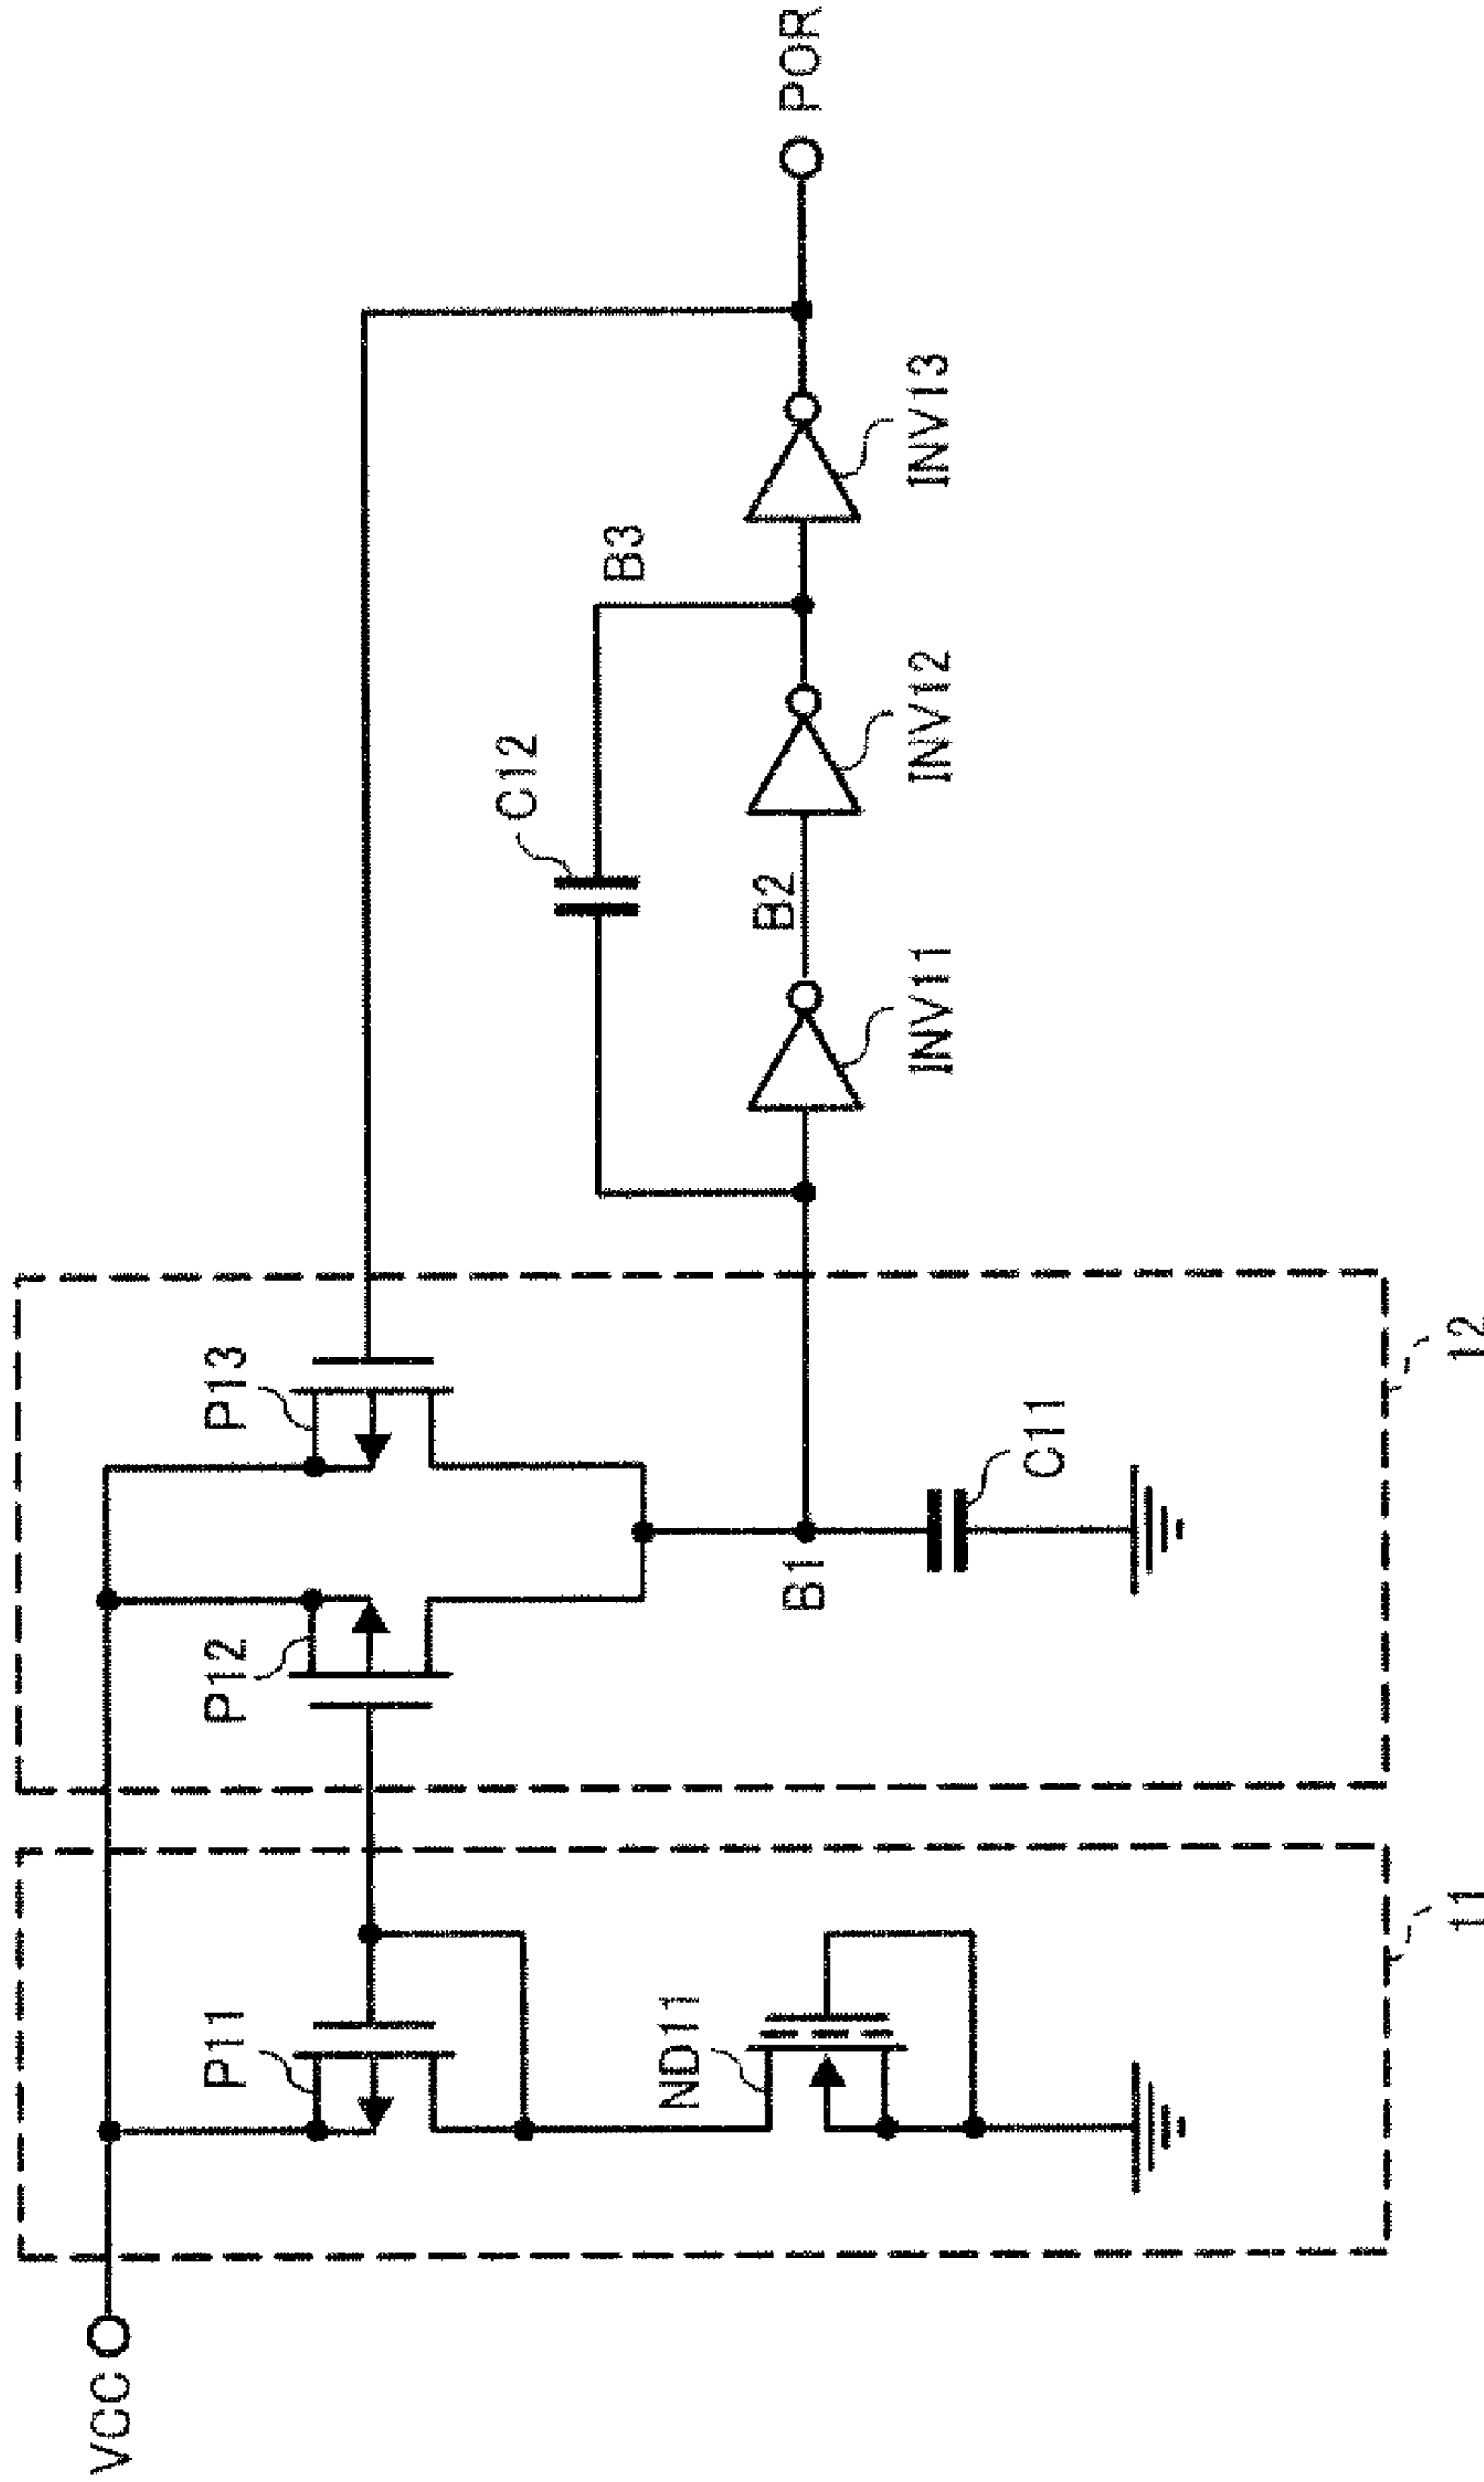 VCC
P11
ND11
11
P12
P13
B1
C11
12
C12
B2
B3
INV11
INV12
INV13
POR